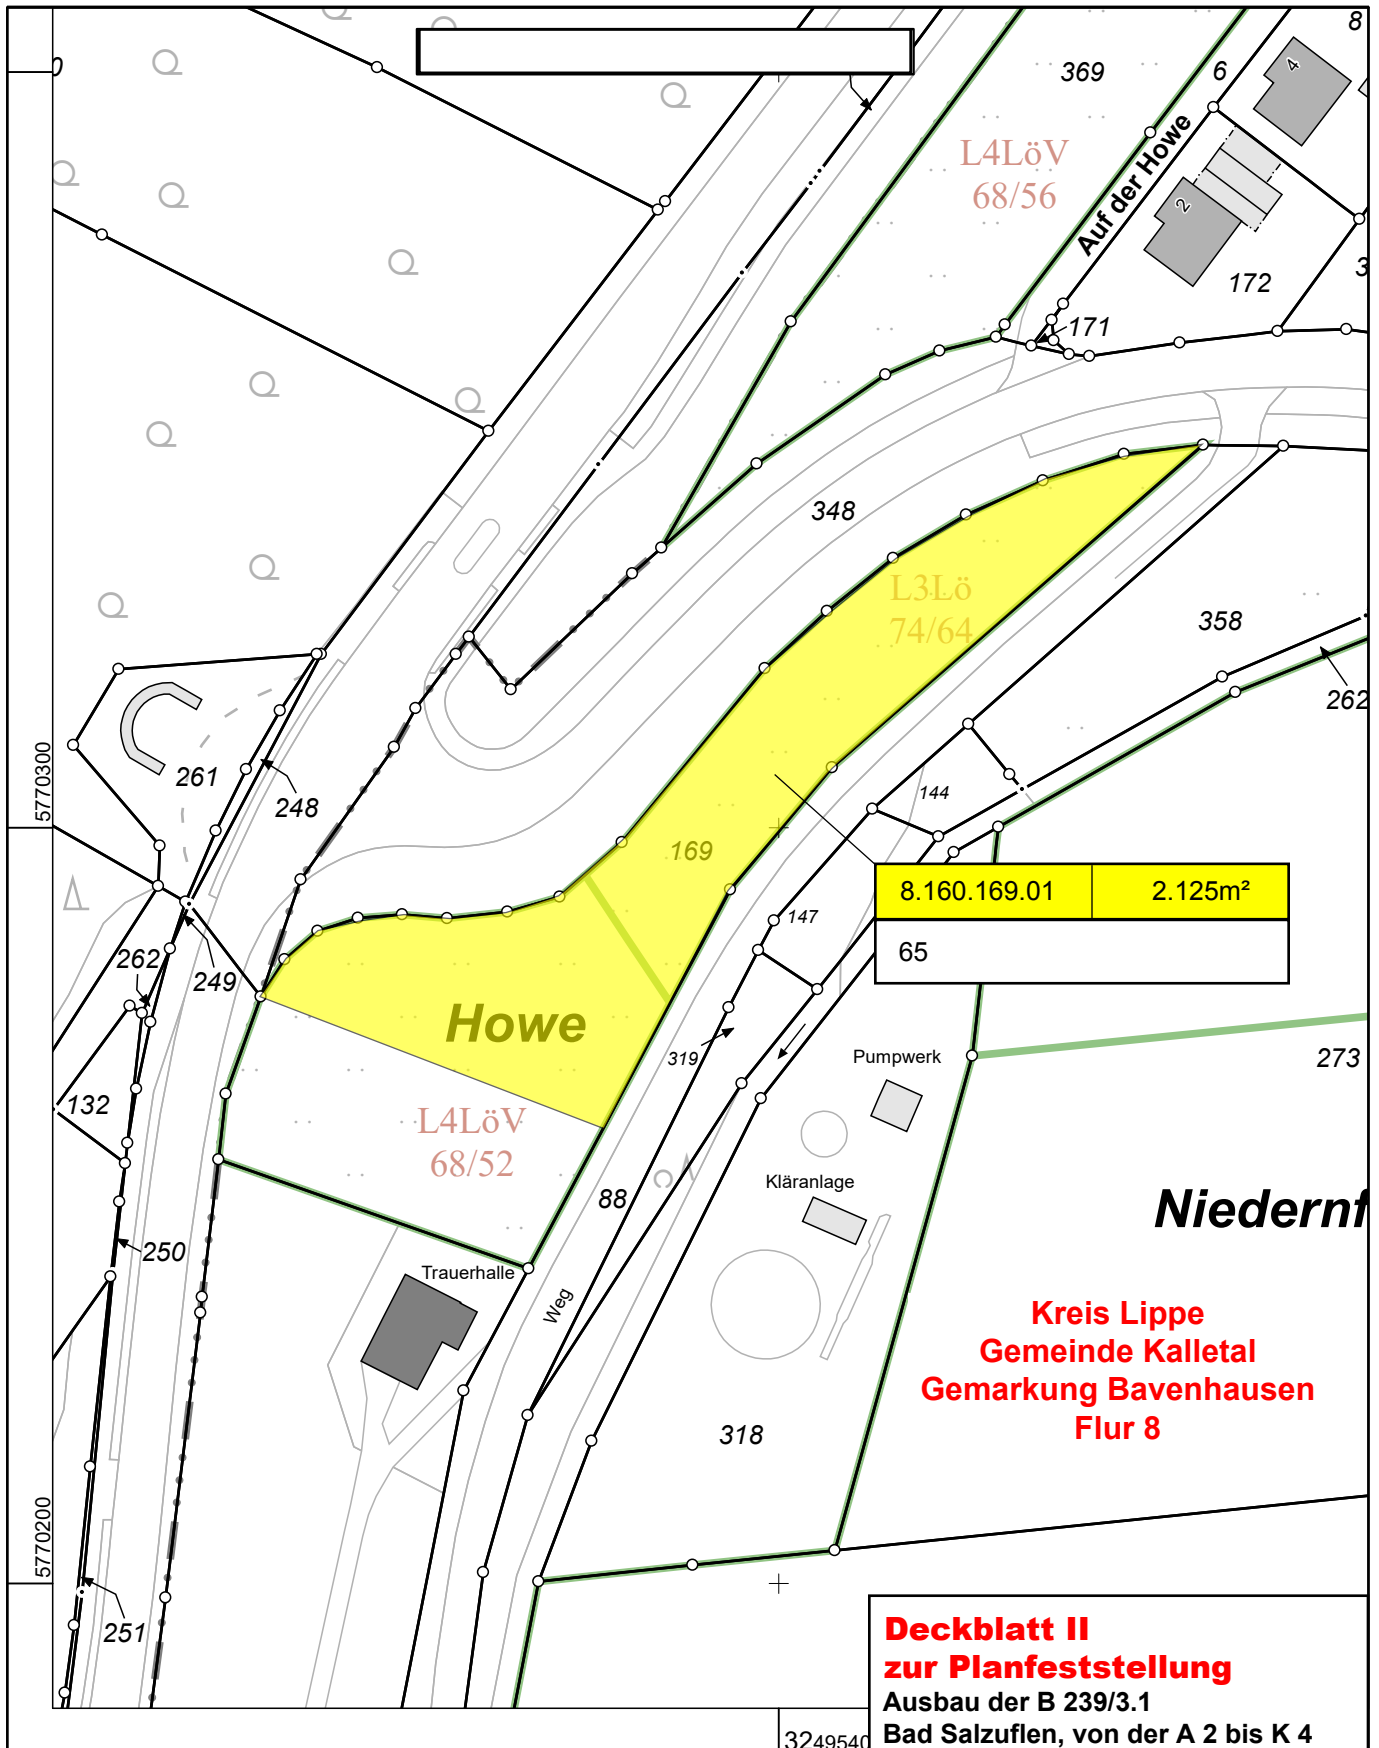 8
0
369
6
4
L4LöV
68/56
Auf der Howe
2
172
3
171
348
L3Lö
74/64
358
262
5770300
261
248
144
169
8.160.169.01 2.125m²
65
147
262
249
Howe
319
Pumpwerk
273
132
L4LöV
68/52
Kläranlage
88
Niedernf
250
Trauerhalle
Weg
Kreis Lippe
Gemeinde Kalletal
Gemarkung Bavenhausen
Flur 8
318
5770200
251
Deckblatt II
zur Planfeststellung
Ausbau der B 239/3.1
Bad Salzuflen, von der A 2 bis K 4
3249540